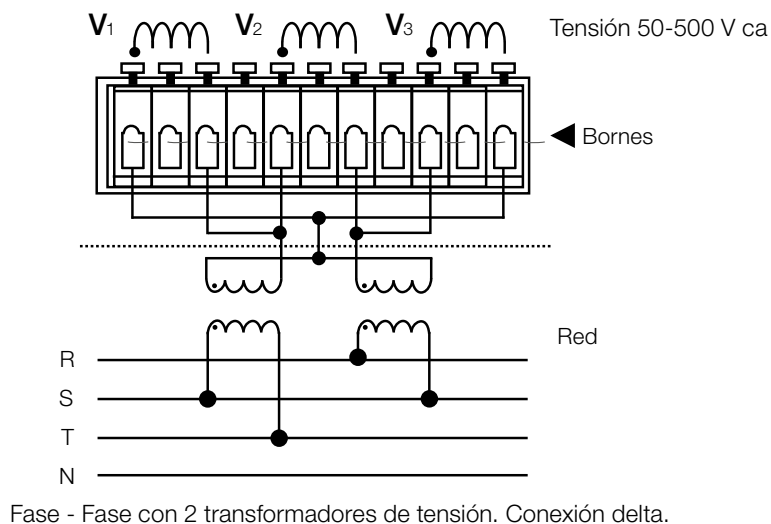 V1 V2 V3 Tensión 50-500 V ca
Bornes
Red
R
S
T
N
Fase - Fase con 2 transformadores de tensión. Conexión delta.